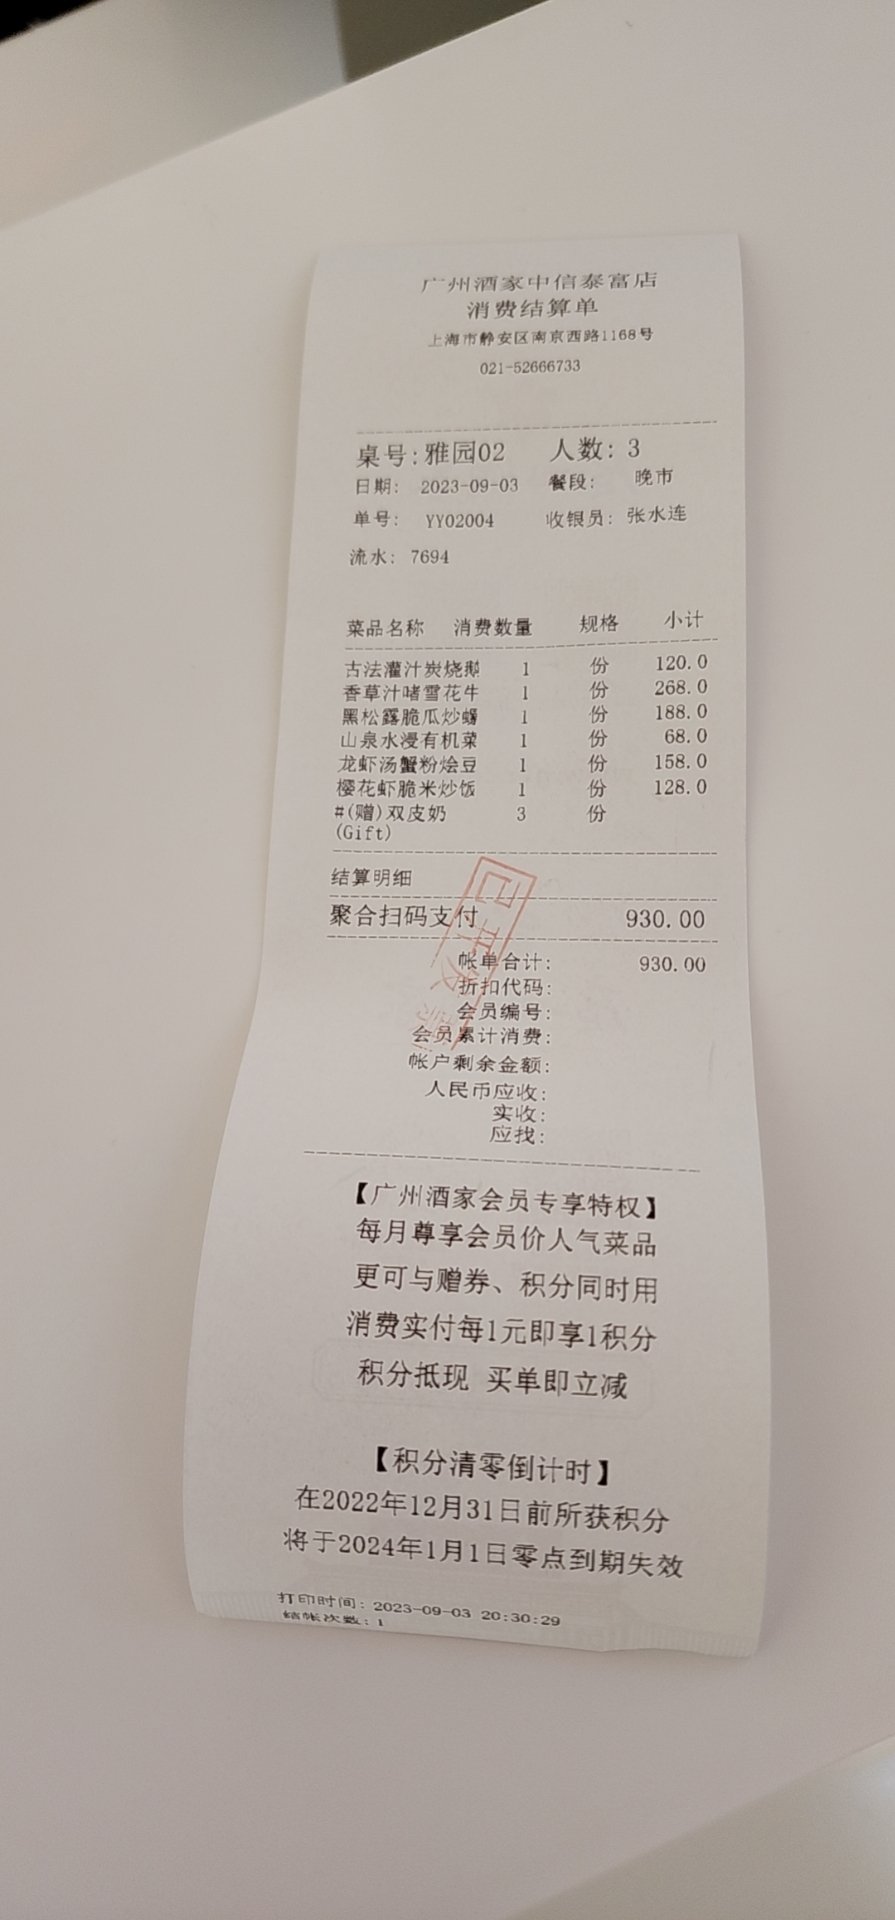 广州酒家中信泰富店
消费结算单
上海市静安区南京西路1168号
021-52666733
桌号:雅园02 人数: 3
日期: 2023-09-03 餐段: 晚市
单号: YY02004 收银员: 张水连
流水: 7694
菜品名称 消费数量 规格 小计
古法灌汁炭烧鹅 1 份 120.0
香草汁啫雪花牛 1 份 268.0
黑松露脆瓜炒螺 1 份 188.0
山泉水浸有机菜 1 份 68.0
龙虾汤蟹粉烩豆 1 份 158.0
樱花虾脆米炒饭 1 份 128.0
#(赠)双皮奶 3 份
(Gift)
结算明细
聚合扫码支付 930.00
已开发票
帐单合计: 930.00
折扣代码:
会员编号:
会员累计消费:
帐户剩余金额:
人民币应收:
实收:
应找:
【广州酒家会员专享特权】
每月尊享会员价人气菜品
更可与赠券、积分同时用
消费实付每1元即享1积分
积分抵现 买单即立减
【积分清零倒计时】
在2022年12月31日前所获积分
将于2024年1月1日零点到期失效
打印时间: 2023-09-03 20:30:29
结帐次数: 1